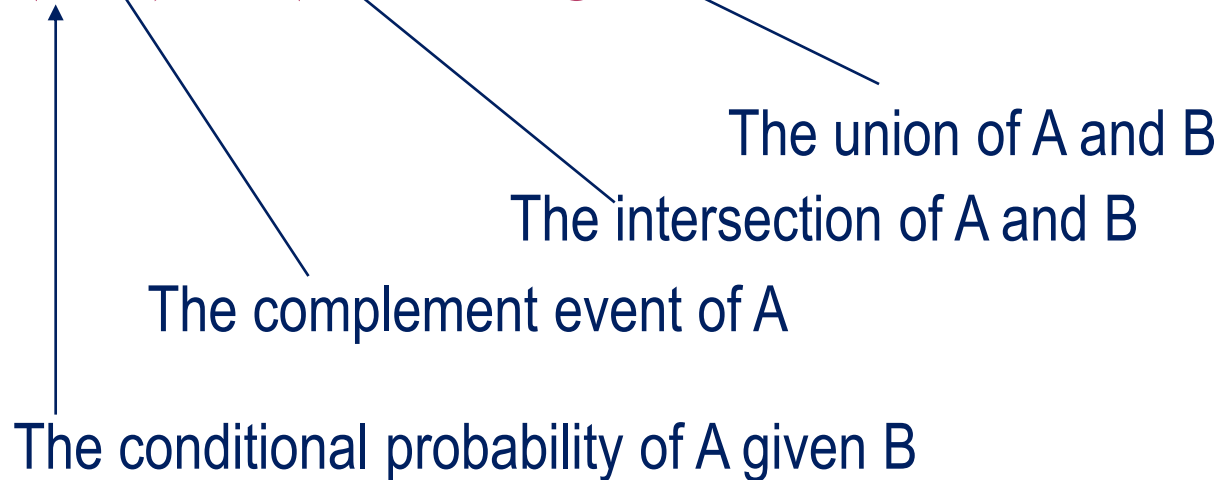 The union of A and B
The intersection of A and B
The complement event of A
The conditional probability of A given B